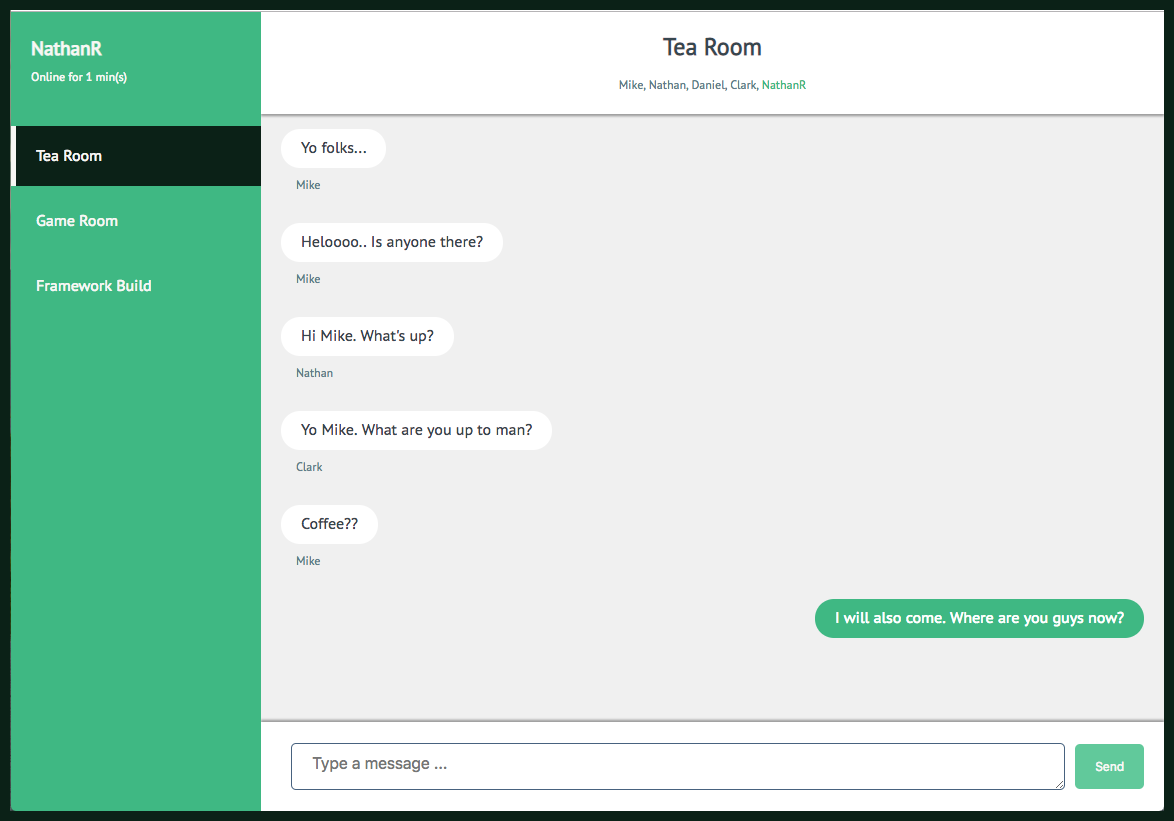 NathanR
Online for 1 min(s)
Tea Room
Game Room
Framework Build
Tea Room
Mike, Nathan, Daniel, Clark, NathanR
Yo folks...
Mike
Heloooo.. Is anyone there?
Mike
Hi Mike. What's up?
Nathan
Yo Mike. What are you up to man?
Clark
Coffee??
Mike
I will also come. Where are you guys now?
Type a message ...
Send